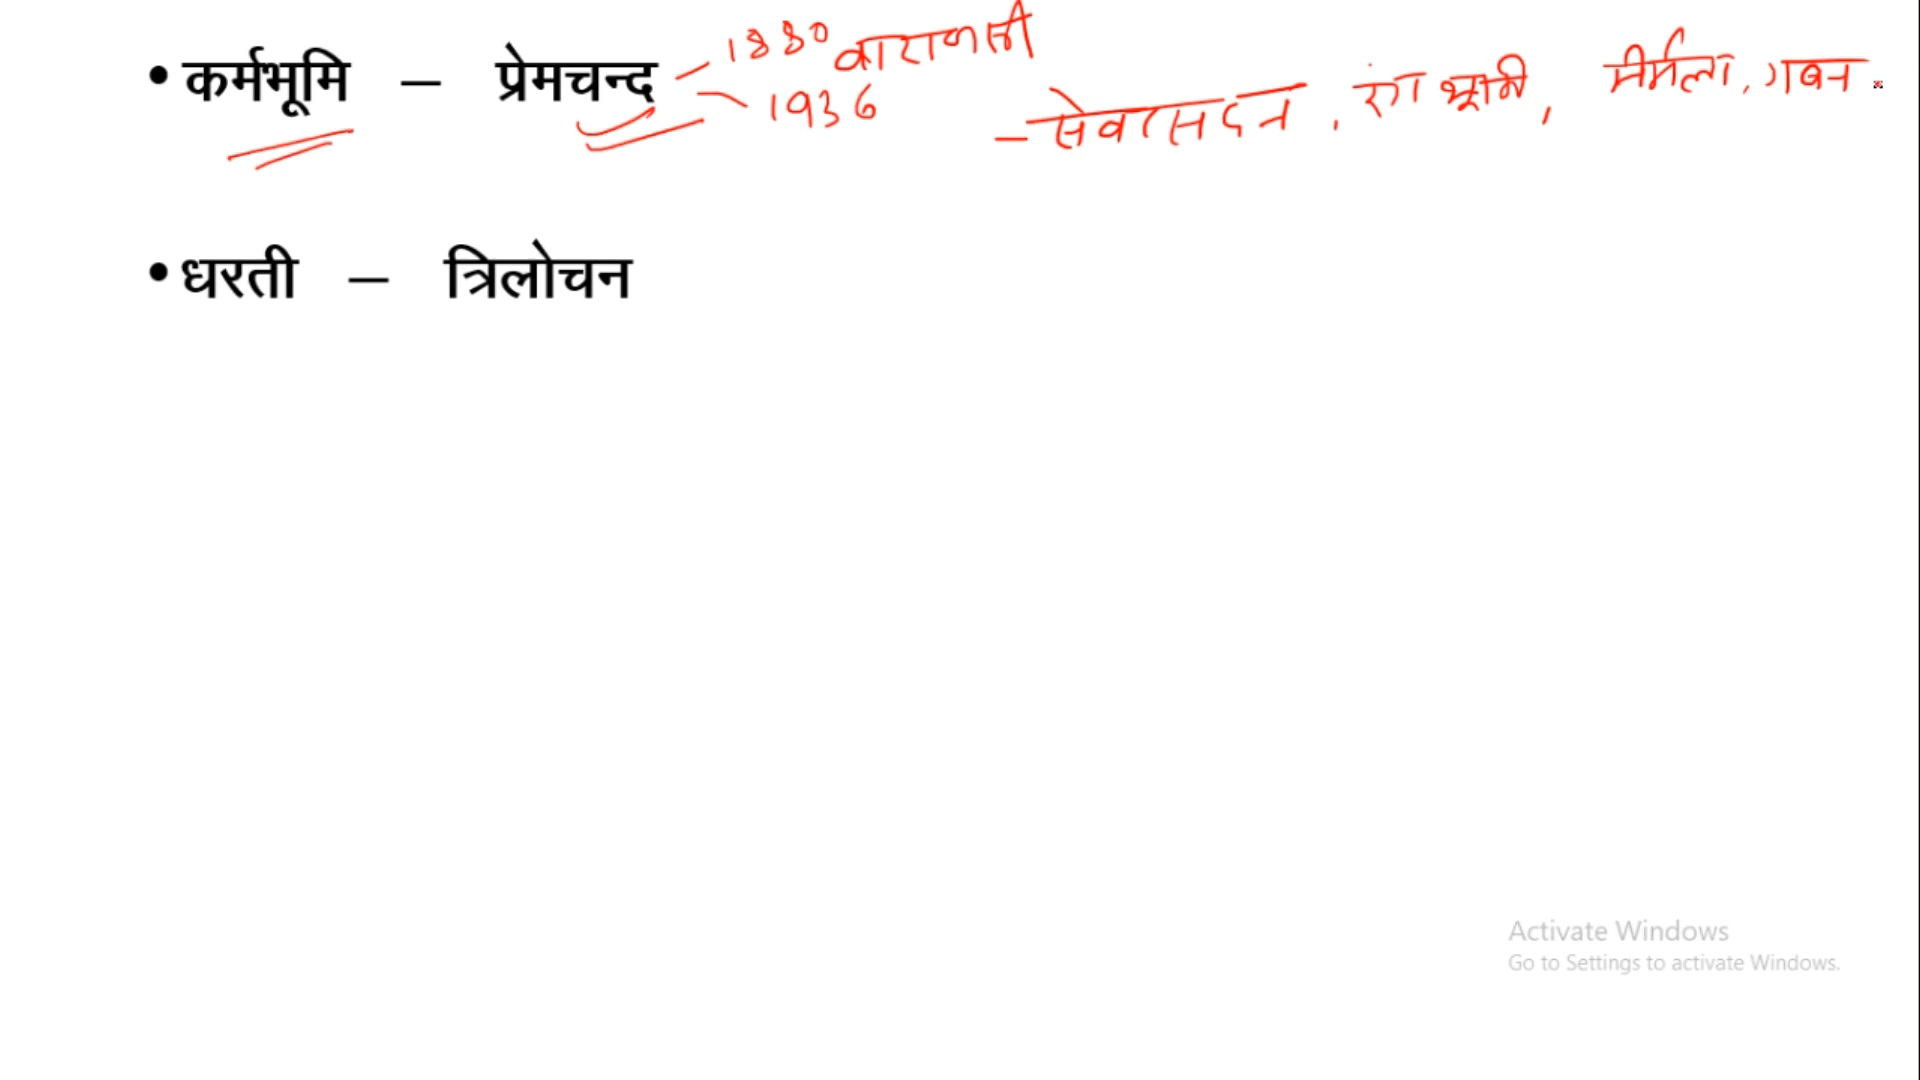 • कर्मभूमि – प्रेमचन्द 1880 वाराणसी
1936
– सेवासदन, रंगभूमी, र्निर्मला, गबन
• धरती – त्रिलोचन
Activate Windows
Go to Settings to activate Windows.